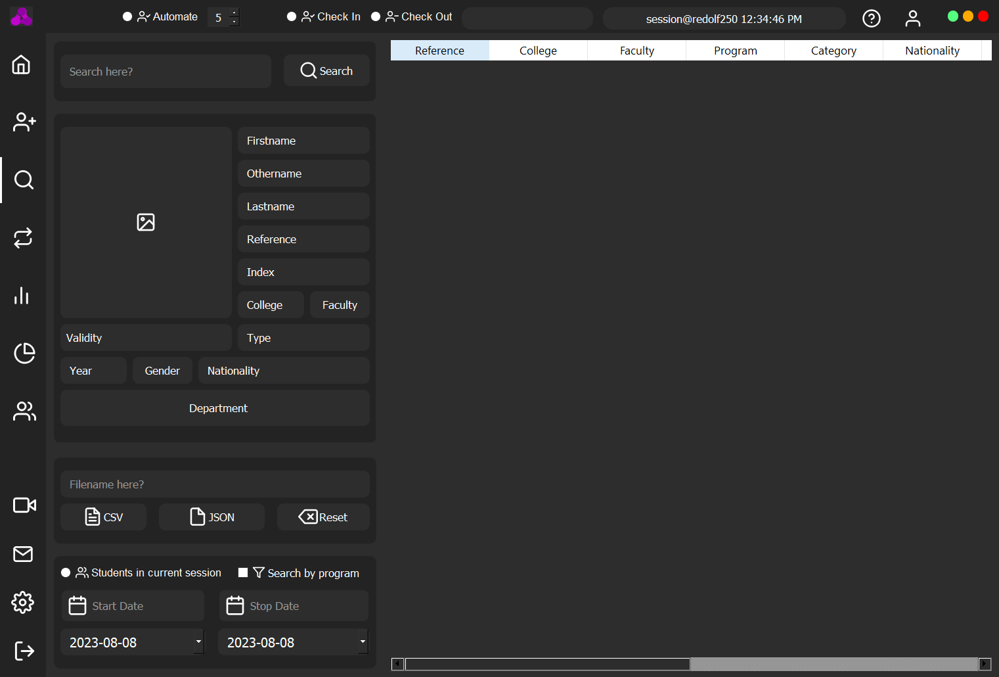 Automate 5 Check In Check Out session@redolf250 12:34:46 PM
Search here? Search
Firstname
Othername
Lastname
Reference
Index
College Faculty
Validity Type
Year Gender Nationality
Department
Filename here?
CSV JSON Reset
Students in current session Search by program
Start Date Stop Date
2023-08-08 2023-08-08
Reference College Faculty Program Category Nationality